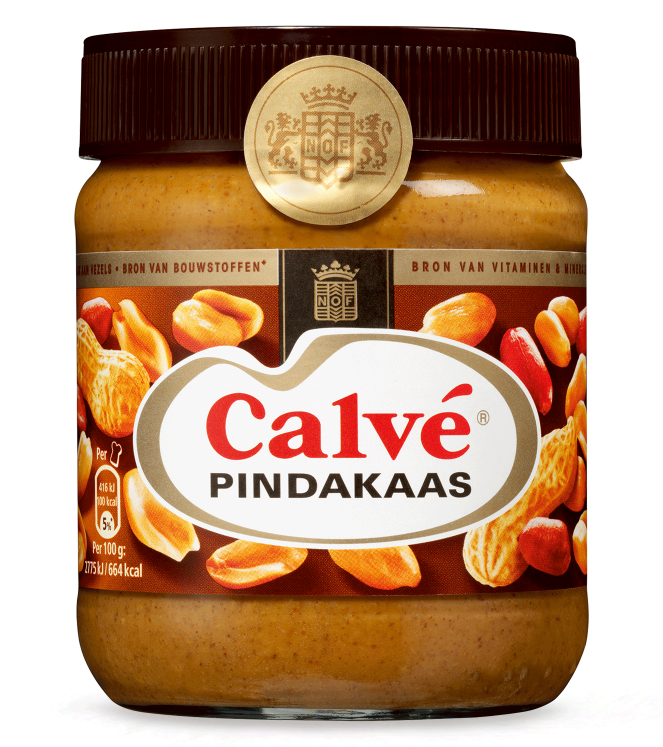 NOF
AAN VEZELS • BRON VAN BOUWSTOFFEN*
NOF
BRON VAN VITAMINEN &
Calvé®
PINDAKAAS
Per
416 kJ
100 kcal
5%
Per 100 g:
2775 kJ / 664 kcal